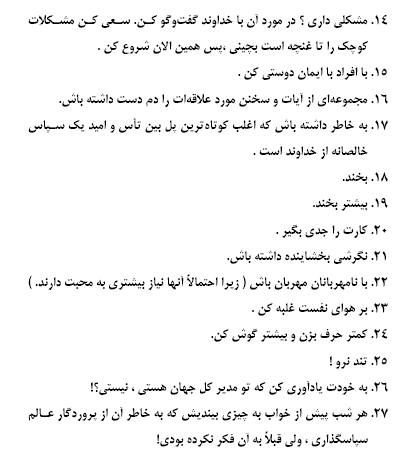 ۱۴. مشکلی داری ؟ در مورد آن با خداوند گفت‌وگو کـن. سـعی کـن مشـکلات
کوچک را تا غنچه است بچینی ،پس همین الان شروع کن .
۱۵. با افراد با ایمان دوستی کن .
۱۶. مجموعه‌ای از آیات و سخنن مورد علاقه‌ات را دم دست داشته باش.
۱۷. به خاطر داشته باش که اغلب کوتاه‌ترین پل بین تأس و امید یک سـپاس
خالصانه از خداوند است .
۱۸. بخند.
۱۹. بیشتر بخند.
۲۰. کارت را جدی بگیر .
۲۱. نگرشی بخشاینده داشته باش.
۲۲. با نامهربانان مهربان باش ( زیرا احتمالاً آنها نیاز بیشتری به محبت دارند. )
۲۳. بر هوای نفست غلبه کن .
۲۴. کمتر حرف بزن و بیشتر گوش کن.
۲۵. تند نرو !
۲۶. به خودت یادآوری کن که تو مدیر کل جهان هستی ، نیستی؟!
۲۷. هر شب پیش از خواب به چیزی بیندیش که به خاطر آن از پروردگار عـالم
سپاسگذاری ، ولی قبلاً به آن فکر نکرده بودی!